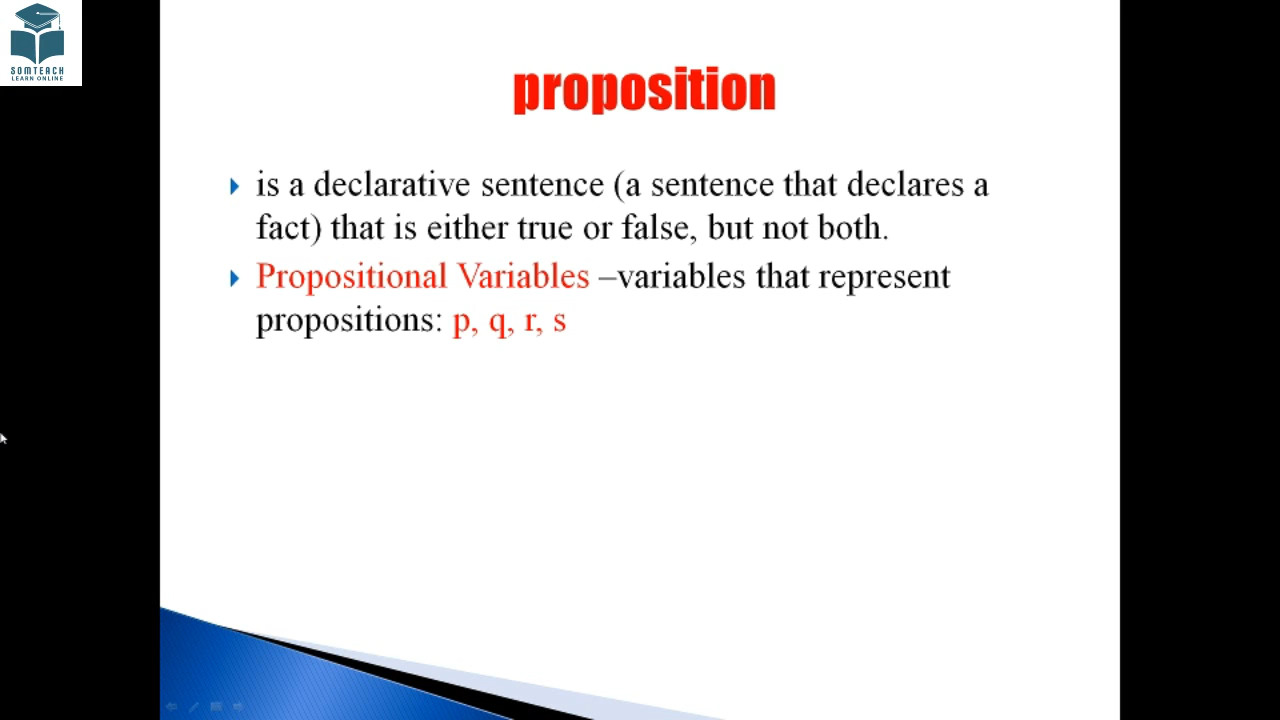 SOMTEACH
LEARN ONLINE
proposition
is a declarative sentence (a sentence that declares a
fact) that is either true or false, but not both.
Propositional Variables –variables that represent
propositions: p, q, r, s